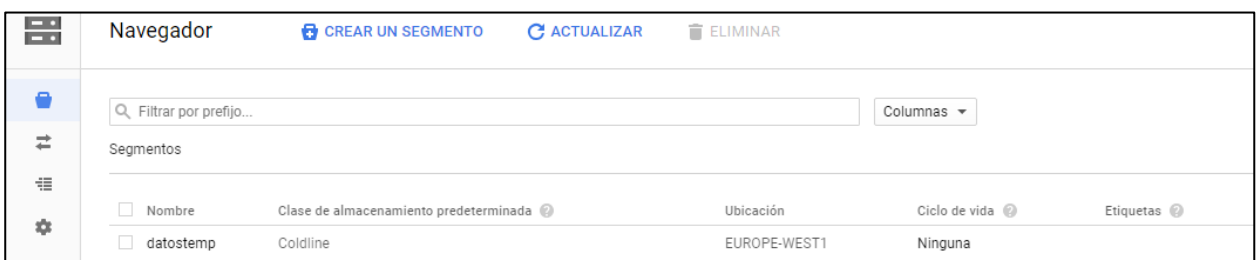 Navegador CREAR UN SEGMENTO ACTUALIZAR ELIMINAR
Filtrar por prefijo... Columnas
Segmentos
Nombre Clase de almacenamiento predeterminada Ubicación Ciclo de vida Etiquetas
datostemp Coldline EUROPE-WEST1 Ninguna